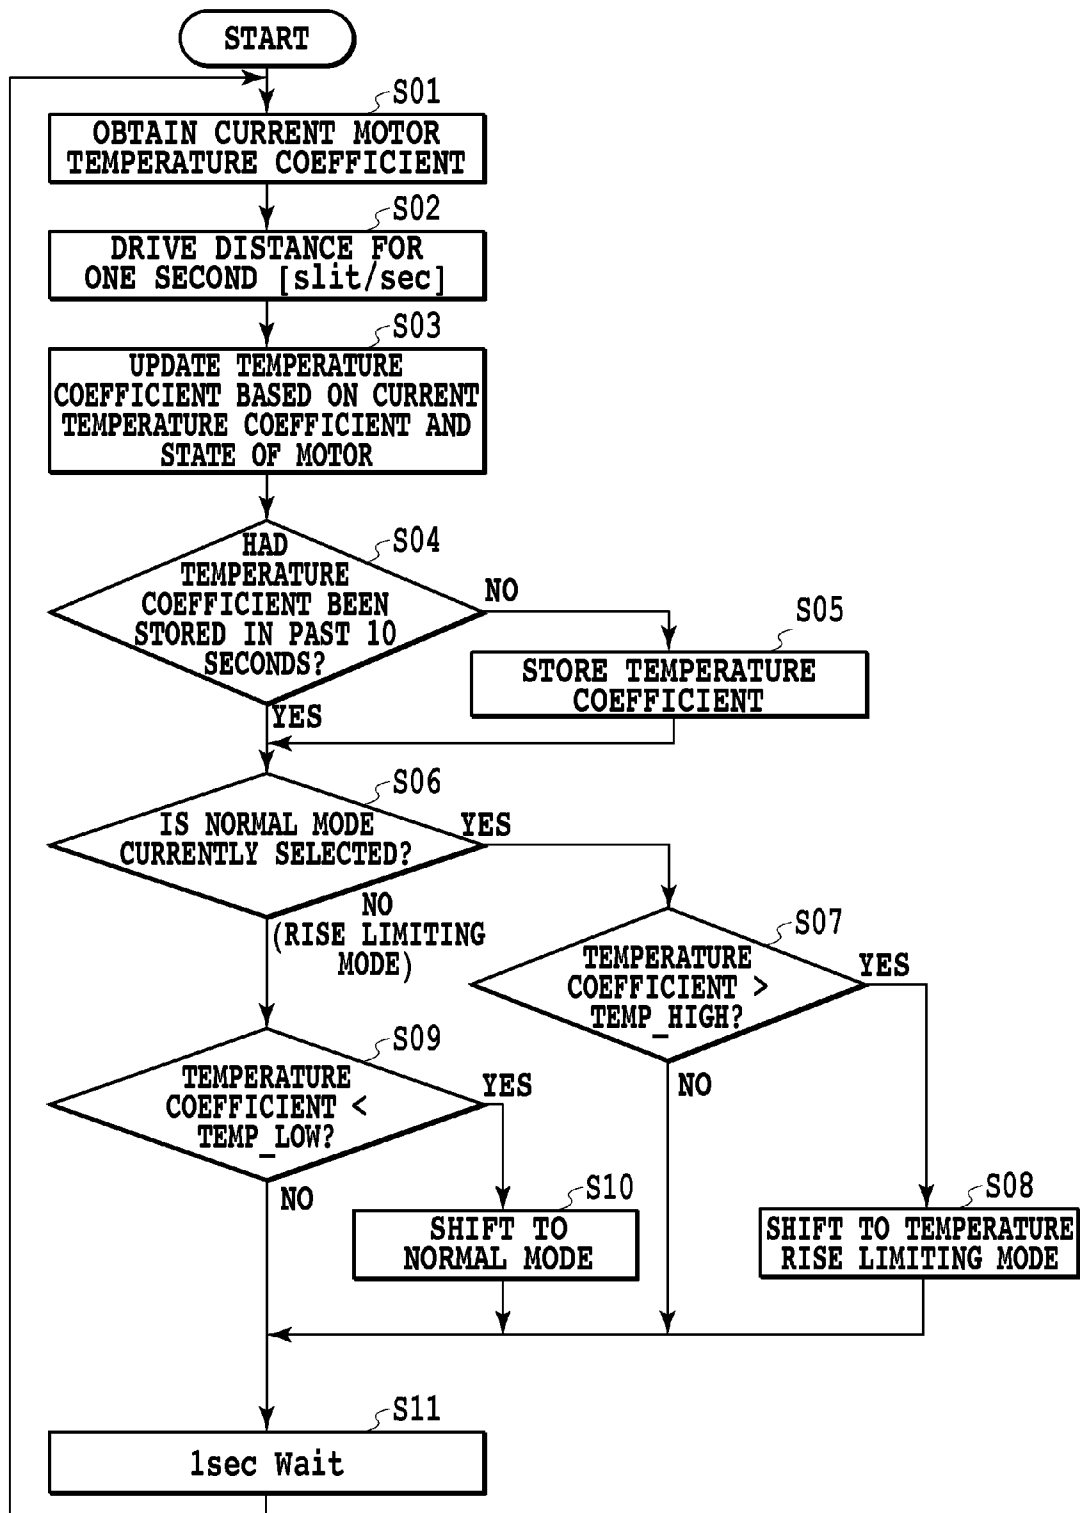 START
S01
OBTAIN CURRENT MOTOR
TEMPERATURE COEFFICIENT
S02
DRIVE DISTANCE FOR
ONE SECOND [slit/sec]
S03
UPDATE TEMPERATURE
COEFFICIENT BASED ON CURRENT
TEMPERATURE COEFFICIENT AND
STATE OF MOTOR
S04
HAD
TEMPERATURE
COEFFICIENT BEEN
STORED IN PAST 10
SECONDS?
NO
S05
STORE TEMPERATURE
COEFFICIENT
YES
S06
IS NORMAL MODE
CURRENTLY SELECTED?
YES
NO
(RISE LIMITING
MODE)
S07
TEMPERATURE
COEFFICIENT >
TEMP_HIGH?
YES
NO
S09
TEMPERATURE
COEFFICIENT <
TEMP_LOW?
YES
NO
S10
SHIFT TO
NORMAL MODE
S08
SHIFT TO TEMPERATURE
RISE LIMITING MODE
S11
1sec Wait